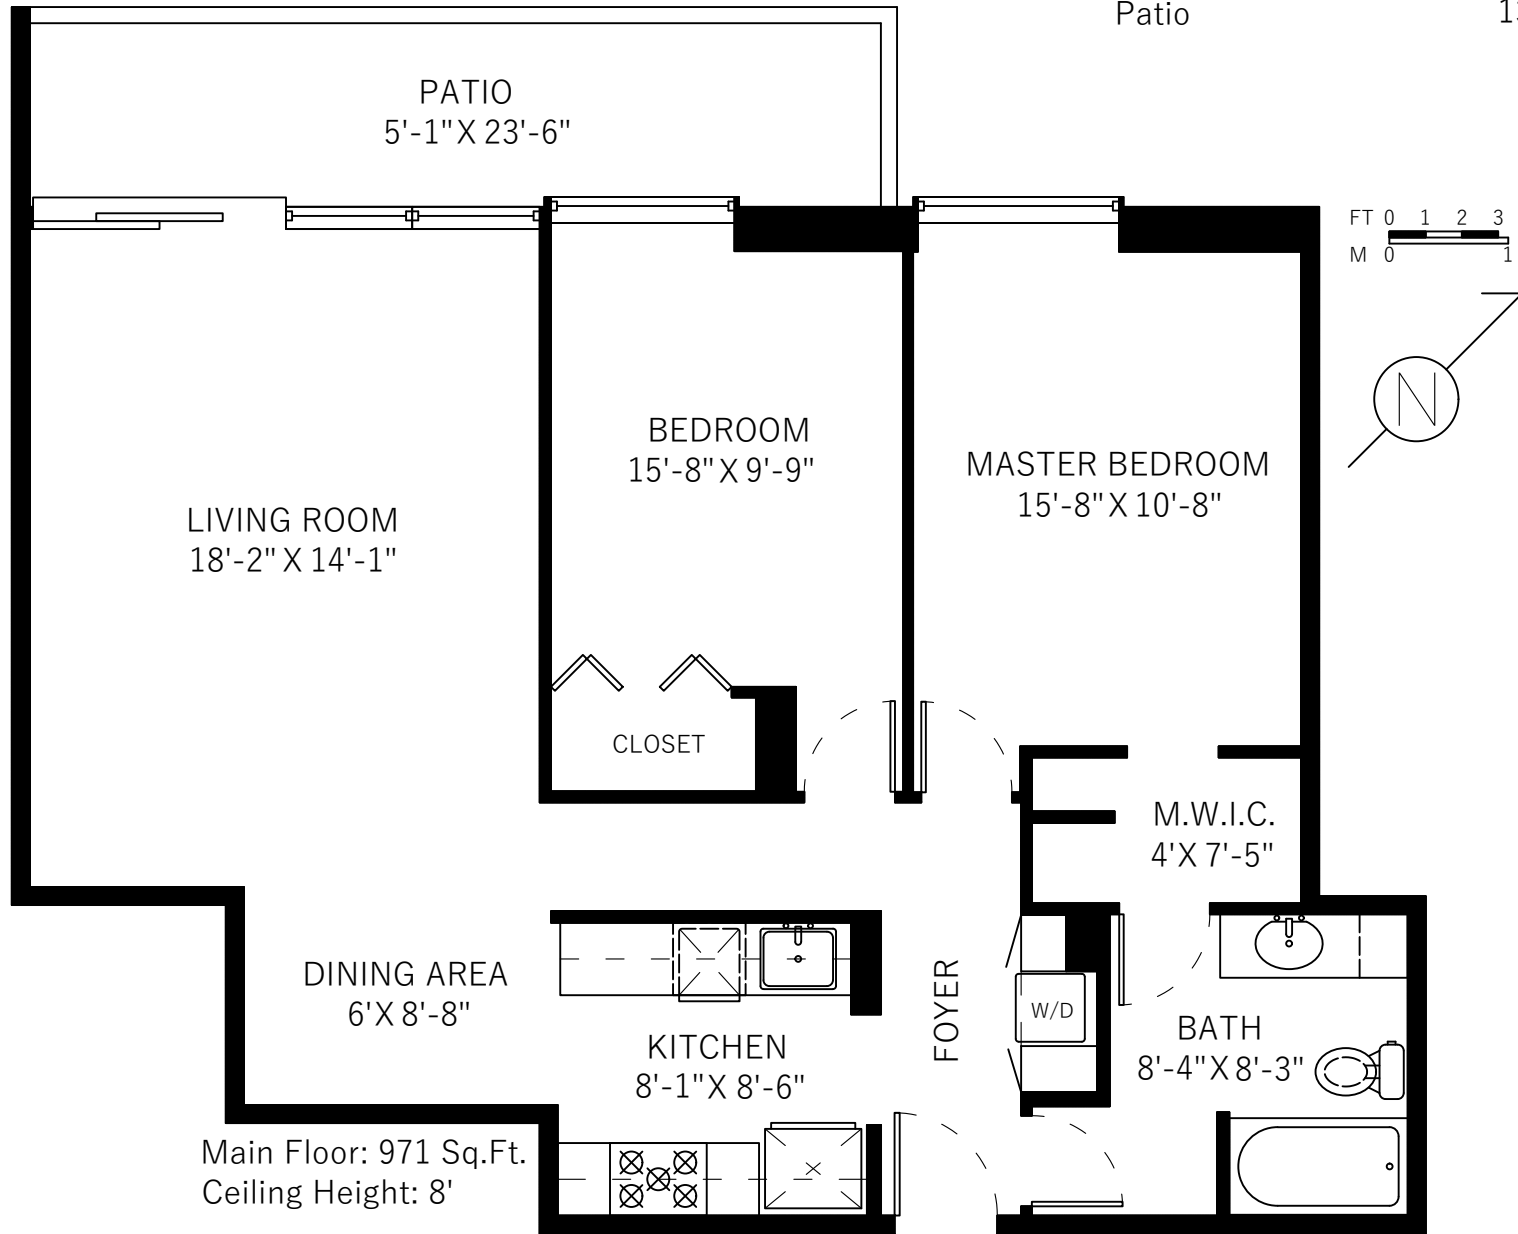 Patio
PATIO
5'-1" X 23'-6"
FT 0 1 2 3
M 0 1
N
BEDROOM
15'-8" X 9'-9"
MASTER BEDROOM
15'-8" X 10'-8"
LIVING ROOM
18'-2" X 14'-1"
CLOSET
M.W.I.C.
4' X 7'-5"
DINING AREA
6' X 8'-8"
KITCHEN
8'-1" X 8'-6"
FOYER
W/D
BATH
8'-4" X 8'-3"
Main Floor: 971 Sq.Ft.
Ceiling Height: 8'